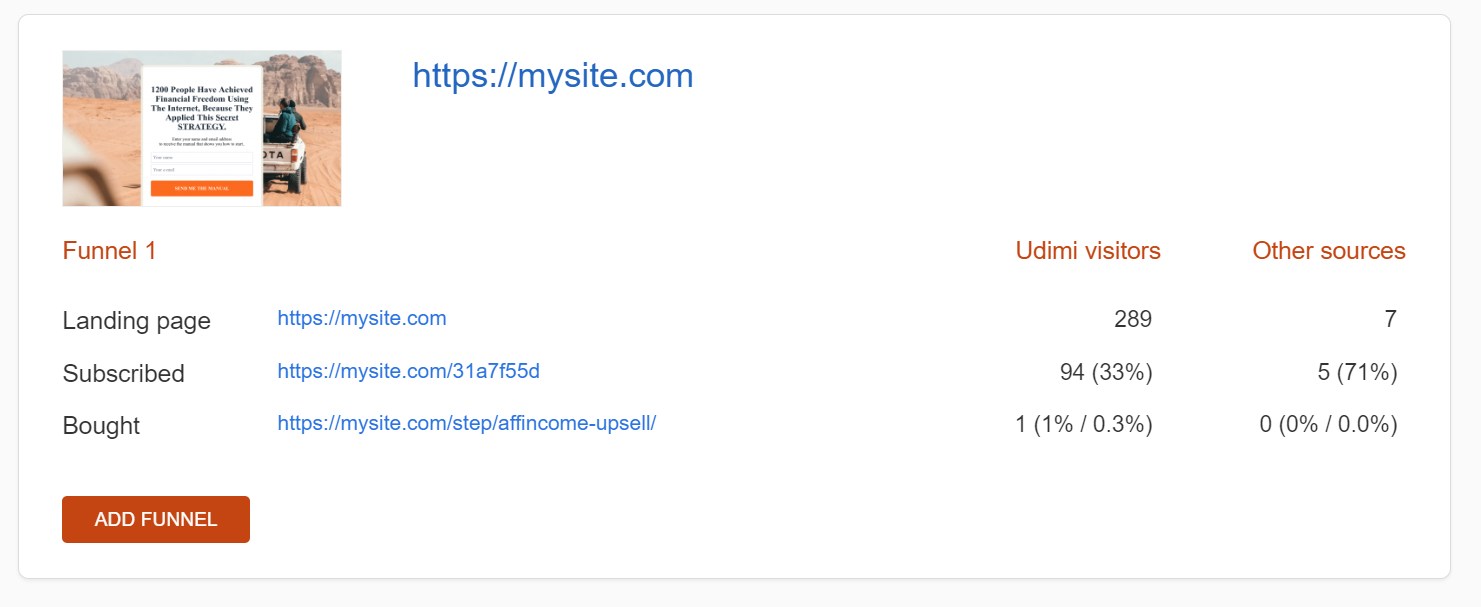 https://mysite.com
1200 People Have Achieved
Financial Freedom Using
The Internet, Because They
Applied This Secret
STRATEGY.
Enter your name and email address
to receive the manual that shows you how to start.
Your name
Your email
SEND ME THE MANUAL
OTA
Funnel 1 Udimi visitors Other sources
Landing page https://mysite.com 289 7
Subscribed https://mysite.com/31a7f55d 94 (33%) 5 (71%)
Bought https://mysite.com/step/affincome-upsell/ 1 (1% / 0.3%) 0 (0% / 0.0%)
ADD FUNNEL